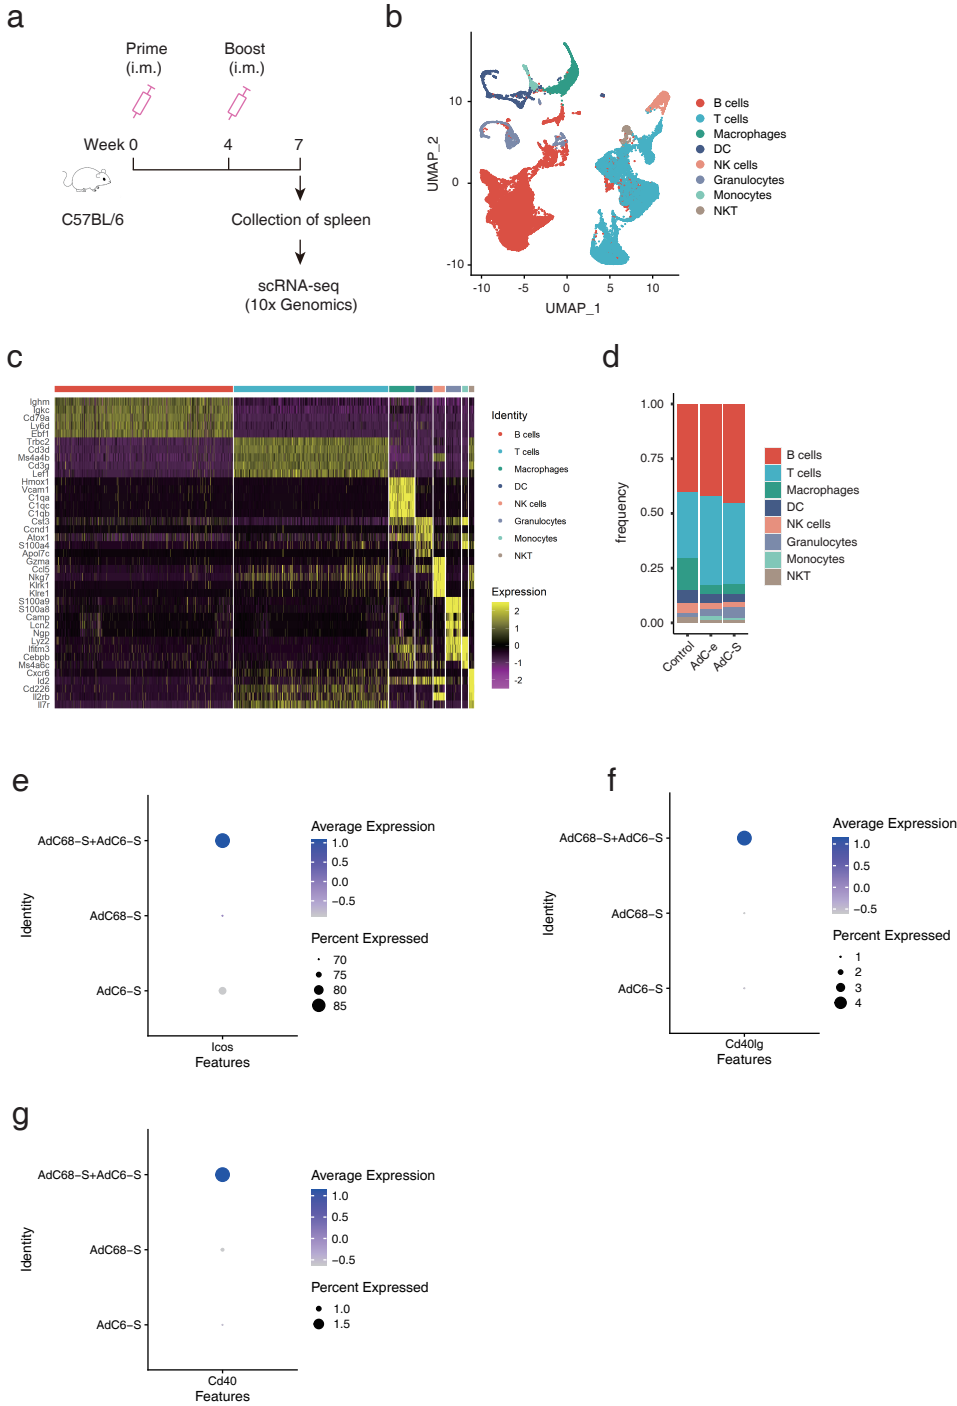 a
Prime
(i.m.)
Boost
(i.m.)
Week 0
4
7
C57BL/6
Collection of spleen
scRNA-seq
(10x Genomics)
b
UMAP_2
10
0
-10
-10
-5
0
5
10
UMAP_1
B cells
T cells
Macrophages
DC
NK cells
Granulocytes
Monocytes
NKT
c
Ighm
Igkc
Cd79a
Ly6d
Ebf1
Trbc2
Cd3d
Ms4a4b
Cd3g
Lef1
Hmox1
Vcam1
C1qa
C1qc
C1qb
Cst3
Ccnd1
Atox1
S100a4
Apol7c
Gzma
Ccl5
Nkg7
Klrk1
Klre1
S100a9
S100a8
Camp
Lcn2
Ngp
Lyz2
Ifitm3
Cebpb
Ms4a6c
Cxcr6
Id2
Cd226
Il2rb
Il7r
Identity
B cells
T cells
Macrophages
DC
NK cells
Granulocytes
Monocytes
NKT
Expression
2
1
0
-1
-2
d
frequency
1.00
0.75
0.50
0.25
0.00
Control
AdC-e
AdC-S
B cells
T cells
Macrophages
DC
NK cells
Granulocytes
Monocytes
NKT
e
Identity
AdC68-S+AdC6-S
AdC68-S
AdC6-S
Icos
Features
Average Expression
1.0
0.5
0.0
-0.5
Percent Expressed
70
75
80
85
f
Identity
AdC68-S+AdC6-S
AdC68-S
AdC6-S
Cd40lg
Features
Average Expression
1.0
0.5
0.0
-0.5
Percent Expressed
1
2
3
4
g
Identity
AdC68-S+AdC6-S
AdC68-S
AdC6-S
Cd40
Features
Average Expression
1.0
0.5
0.0
-0.5
Percent Expressed
1.0
1.5